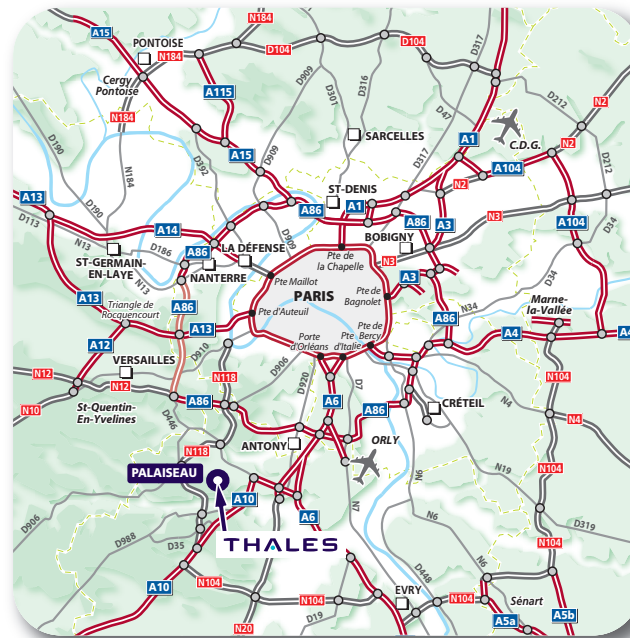 N184
A15
PONTOISE
N184
D104
D104
D317
Cergy
Pontoise
D909
D316
D301
A115
D212
N2
N184
D47
C.D.G.
SARCELLES
A1
D190
A15
D909
D392
D317
N2
N184
A104
D212
ST-DENIS
N2
A13
A86
A1
A86
A3
N3
A104
D34
D190
D113
A14
BOBIGNY
N13
D186
LA DÉFENSE
D909
Pte de
la Chapelle
N3
ST-GERMAIN-
EN-LAYE
A86
NANTERRE
A3
D34
N13
Pte Maillot
PARIS
Pte de
Bagnolet
A13
A86
Marne-
la-Vallée
Triangle de
Rocquencourt
Pte d'Auteuil
N34
A86
A13
Pte de
Bercy
Porte
d'Orléans
Pte
d'Italie
A4
A4
A12
D910
VERSAILLES
D906
N104
N12
N118
D920
D7
N12
A6
CRÉTEIL
N10
St-Quentin-
En-Yvelines
A86
A86
N4
N4
D446
ANTONY
ORLY
N118
N104
PALAISEAU
N6
N19
A10
D906
A6
N7
D319
D988
THALES
N6
D35
N6
A10
N104
D448
EVRY
N104
N104
Sénart
N20
D19
A5a
A5b